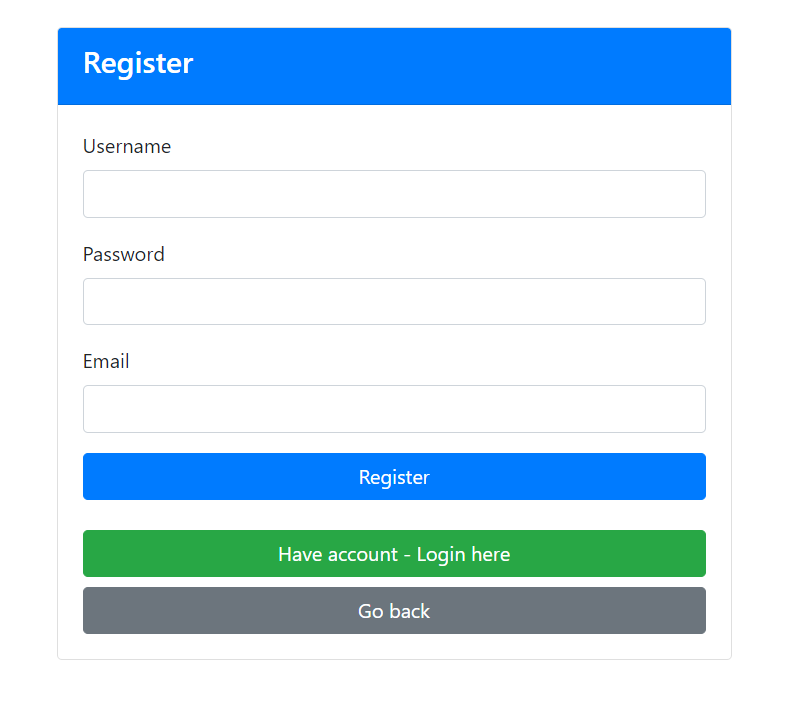 Register
Username
Password
Email
Register
Have account - Login here
Go back